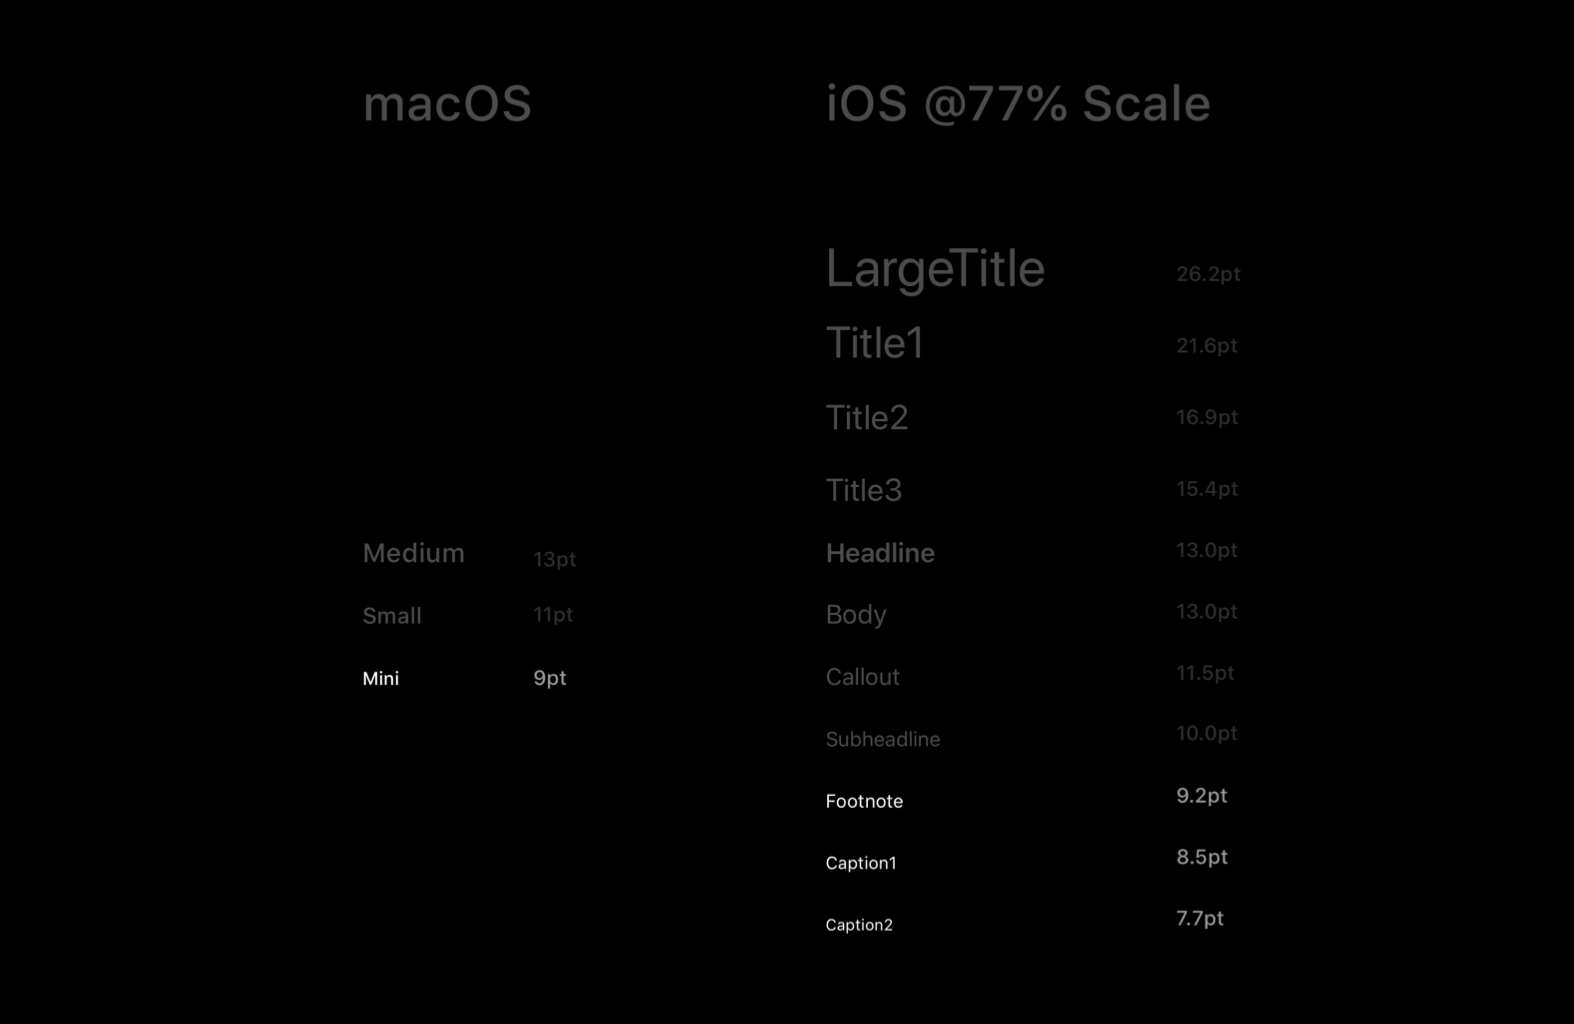 macOS
iOS @77% Scale
LargeTitle 26.2pt
Title1 21.6pt
Title2 16.9pt
Title3 15.4pt
Medium 13pt
Headline 13.0pt
Small 11pt
Body 13.0pt
Mini 9pt
Callout 11.5pt
Subheadline 10.0pt
Footnote 9.2pt
Caption1 8.5pt
Caption2 7.7pt